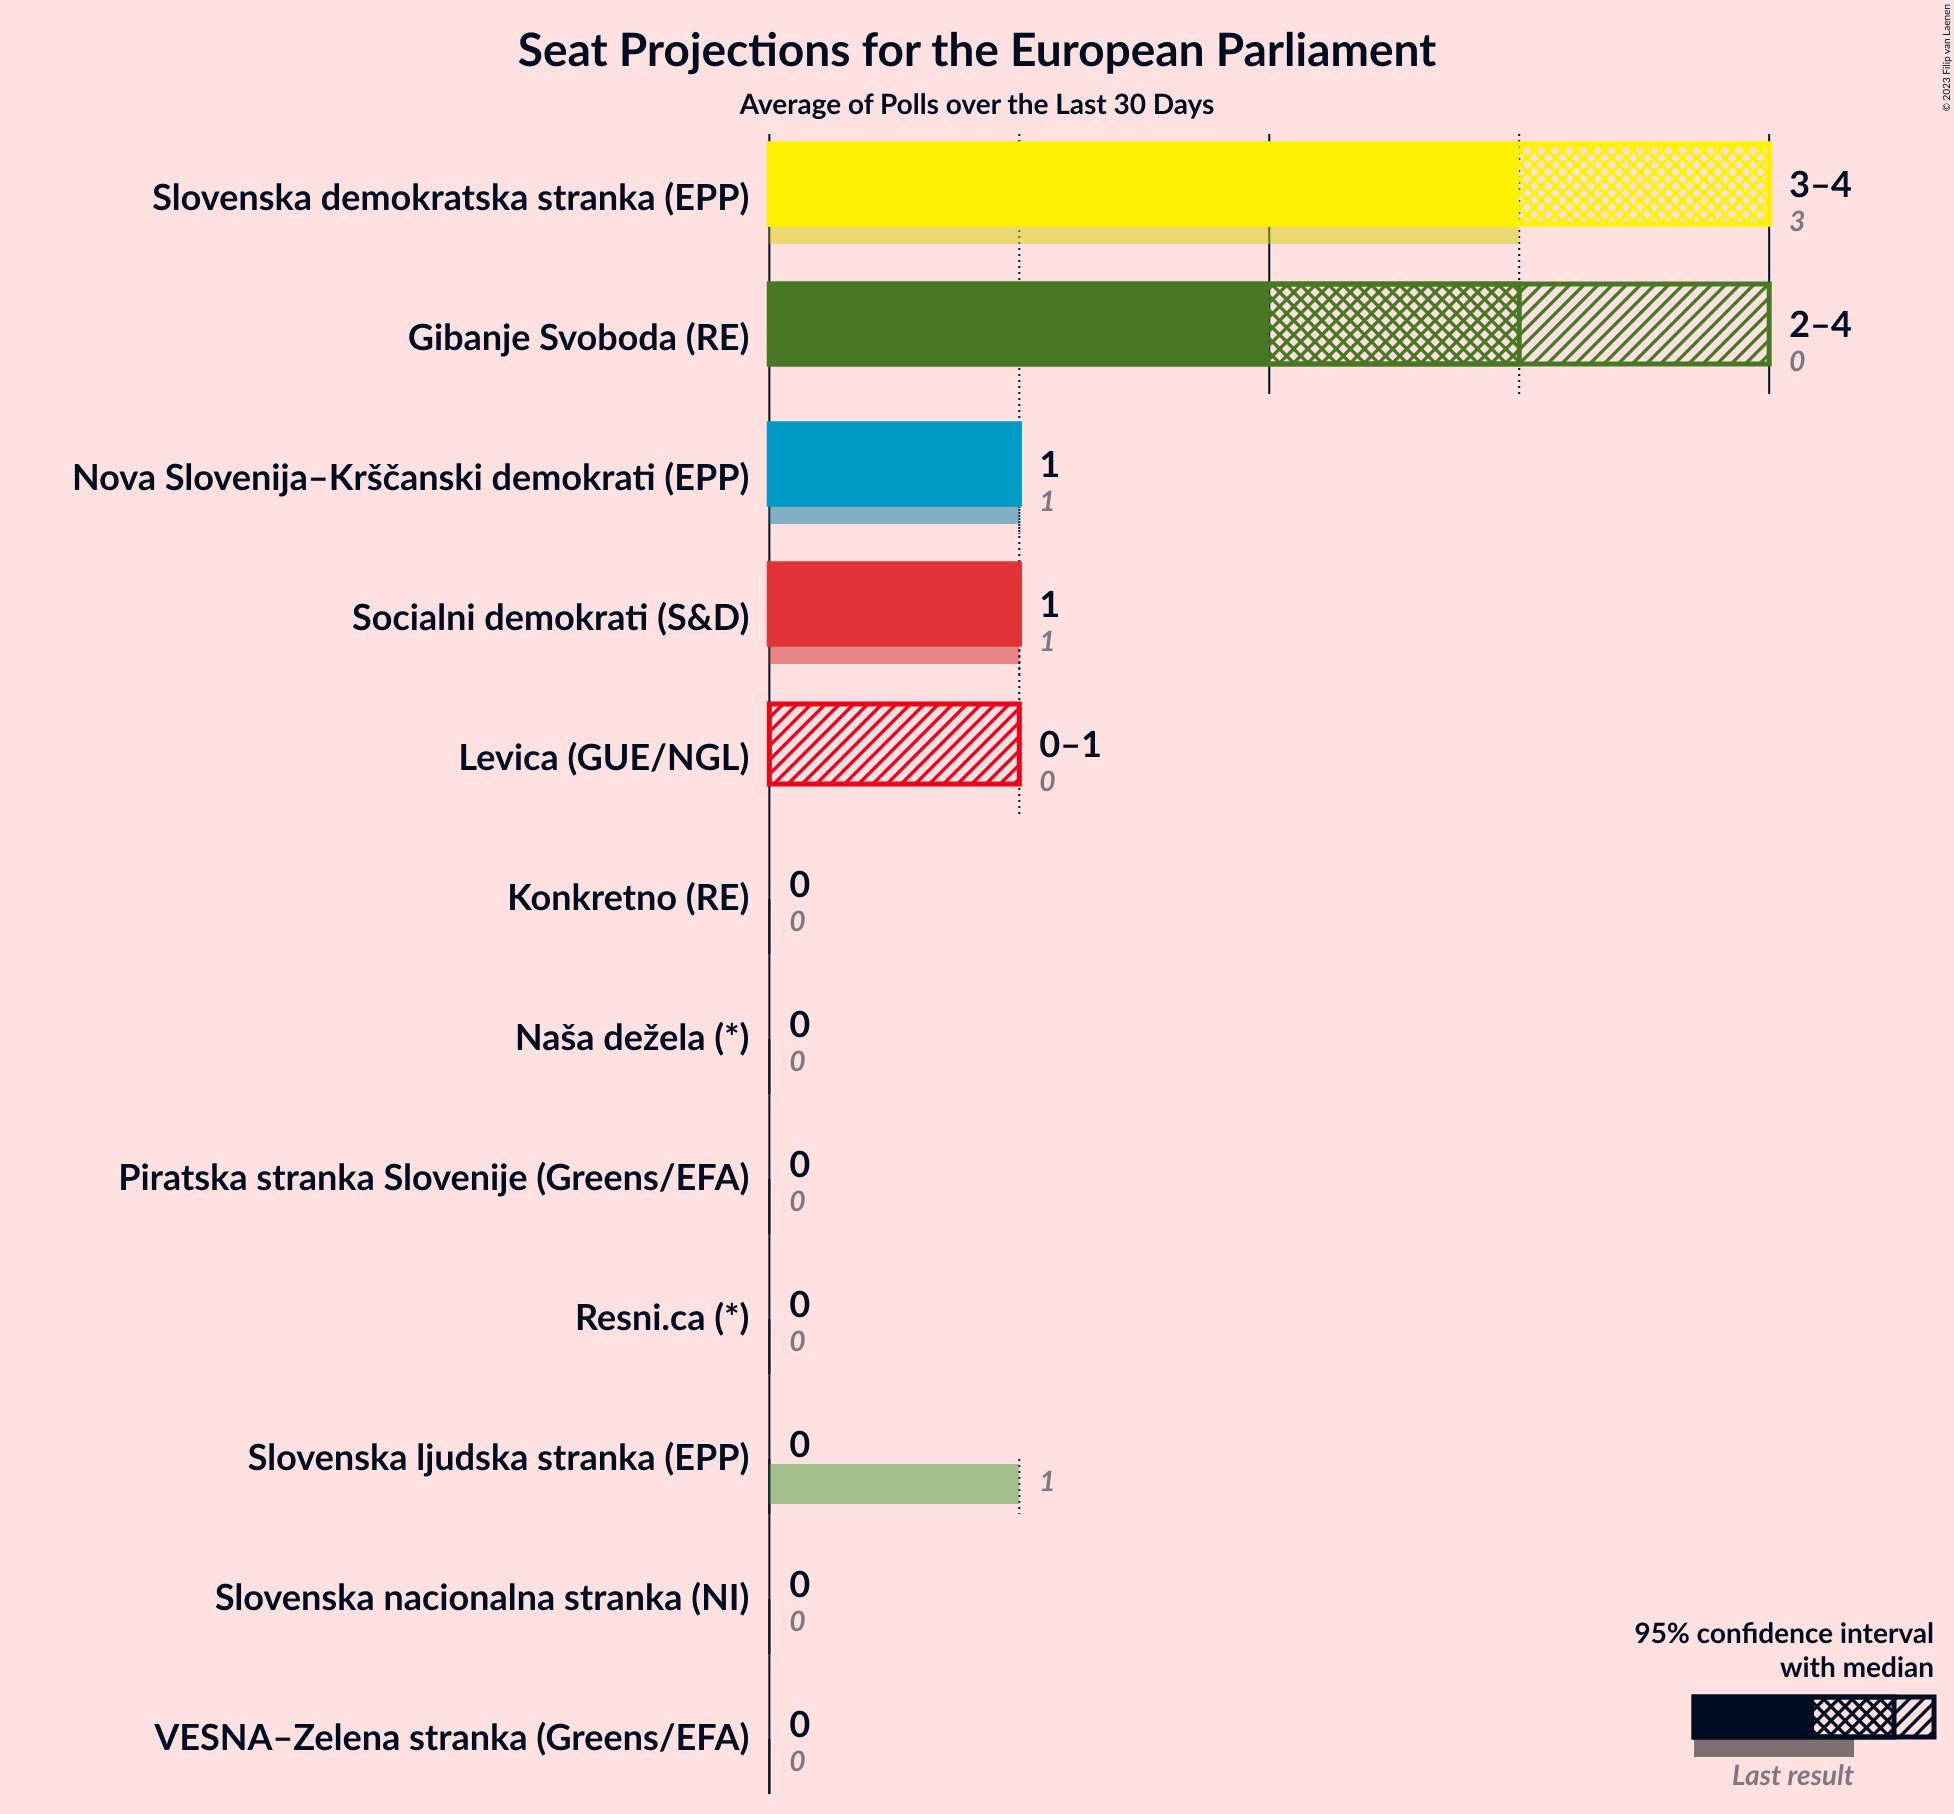 Seat Projections for the European Parliament
Average of Polls over the Last 30 Days
© 2023 Filip van Laenen
Slovenska demokratska stranka (EPP)
3–4
3
Gibanje Svoboda (RE)
2–4
0
Nova Slovenija–Krščanski demokrati (EPP)
1
1
Socialni demokrati (S&D)
1
1
Levica (GUE/NGL)
0–1
0
Konkretno (RE)
0
0
Naša dežela (*)
0
0
Piratska stranka Slovenije (Greens/EFA)
0
0
Resni.ca (*)
0
0
Slovenska ljudska stranka (EPP)
0
1
Slovenska nacionalna stranka (NI)
0
0
VESNA–Zelena stranka (Greens/EFA)
0
0
95% confidence interval
with median
Last result